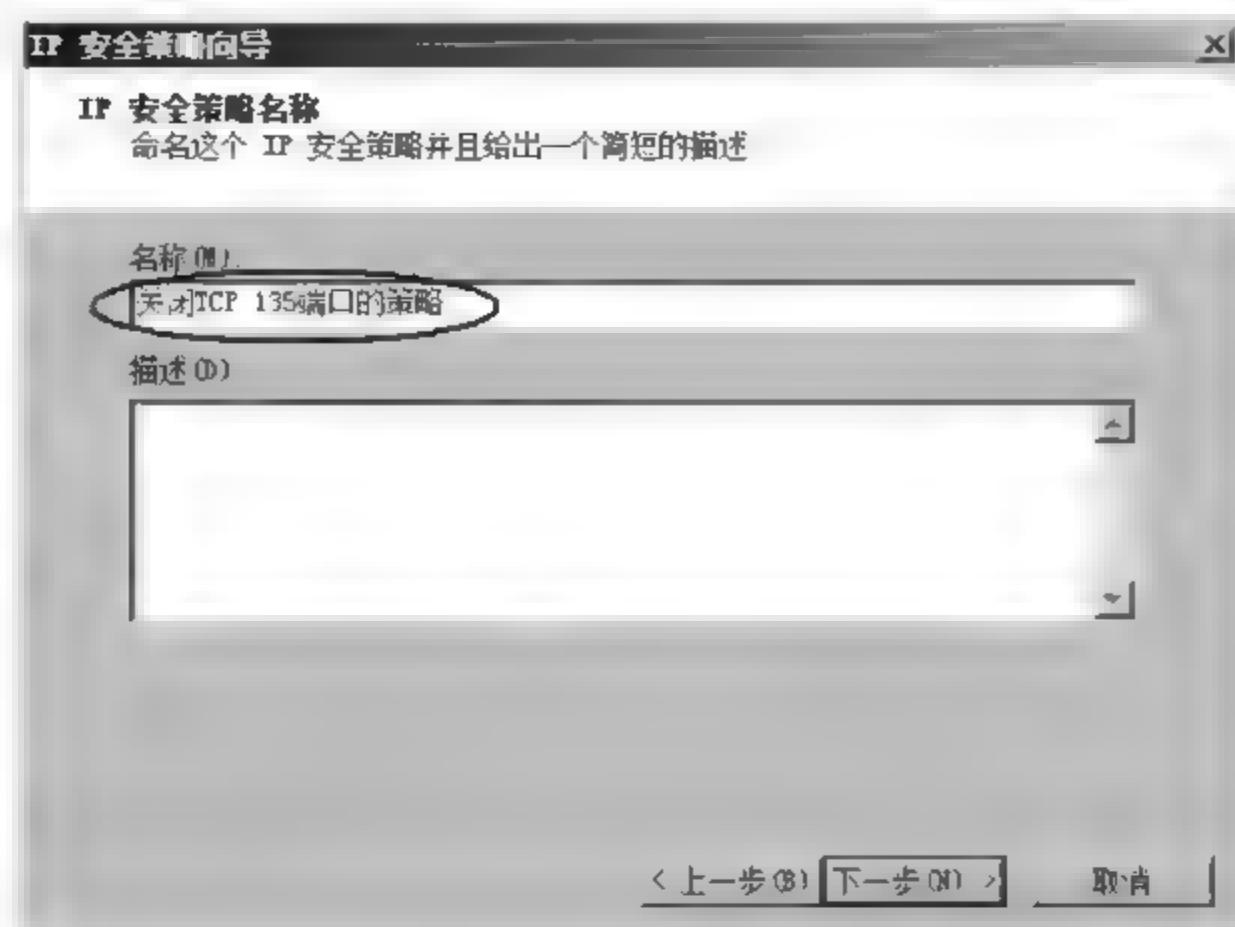 IP 安全策略向导
IP 安全策略名称
命名这个 IP 安全策略并且给出一个简短的描述
名称(M)
关闭TCP 135端口的策略
描述(D)
< 上一步(B) 下一步(N) > 取消